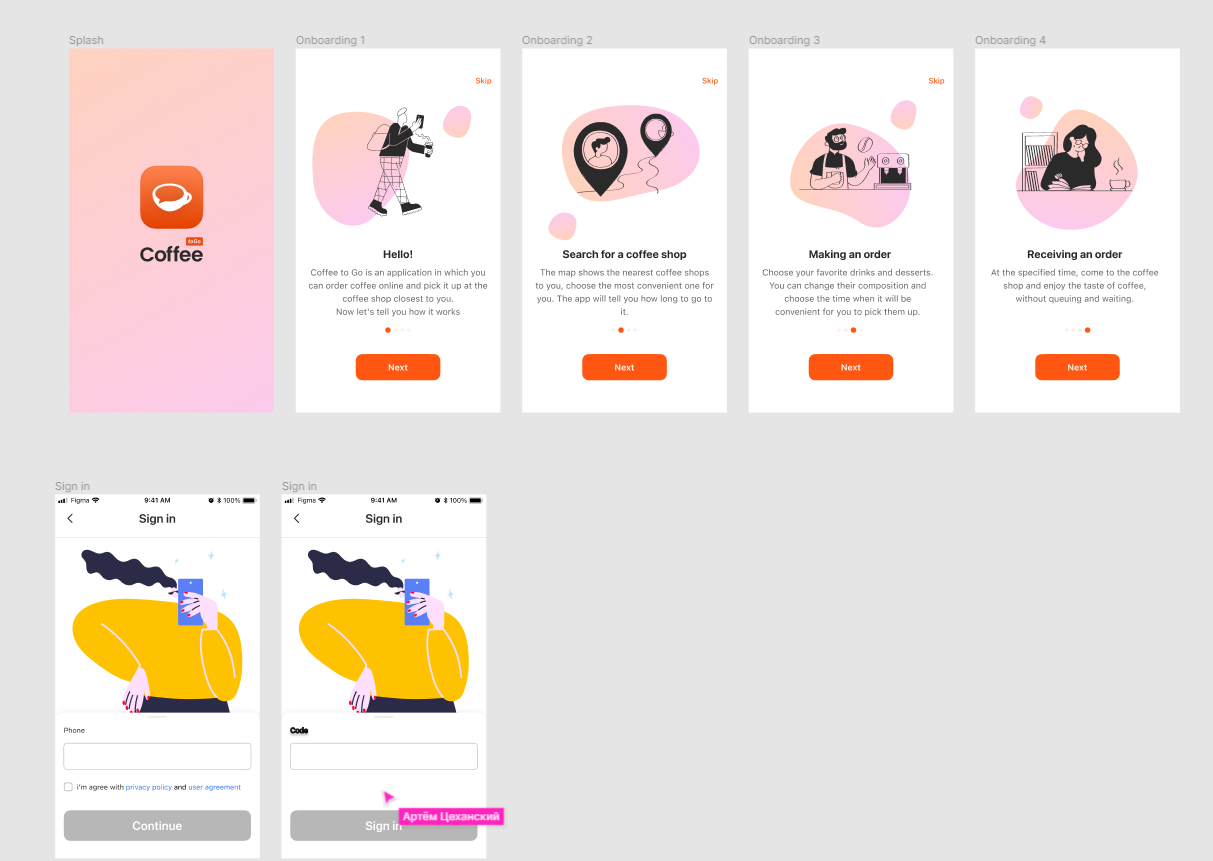 Splash
Onboarding 1
Onboarding 2
Onboarding 3
Onboarding 4
toGo
Coffee
Skip
Hello!
Coffee to Go is an application in which you
can order coffee online and pick it up at the
coffee shop closest to you.
Now let's tell you how it works
Next
Skip
Search for a coffee shop
The map shows the nearest coffee shops
to you, choose the most convenient one for
you. The app will tell you how long to go to
it.
Next
Skip
Making an order
Choose your favorite drinks and desserts.
You can change their composition and
choose the time when it will be
convenient for you to pick them up.
Next
Receiving an order
At the specified time, come to the coffee
shop and enjoy the taste of coffee,
without queuing and waiting.
Next
Sign in
Figma 9:41 AM 100%
Sign in
Phone
i'm agree with privacy policy and user agreement
Continue
Sign in
Figma 9:41 AM 100%
Sign in
Code
Артём Цеханский
Sign in